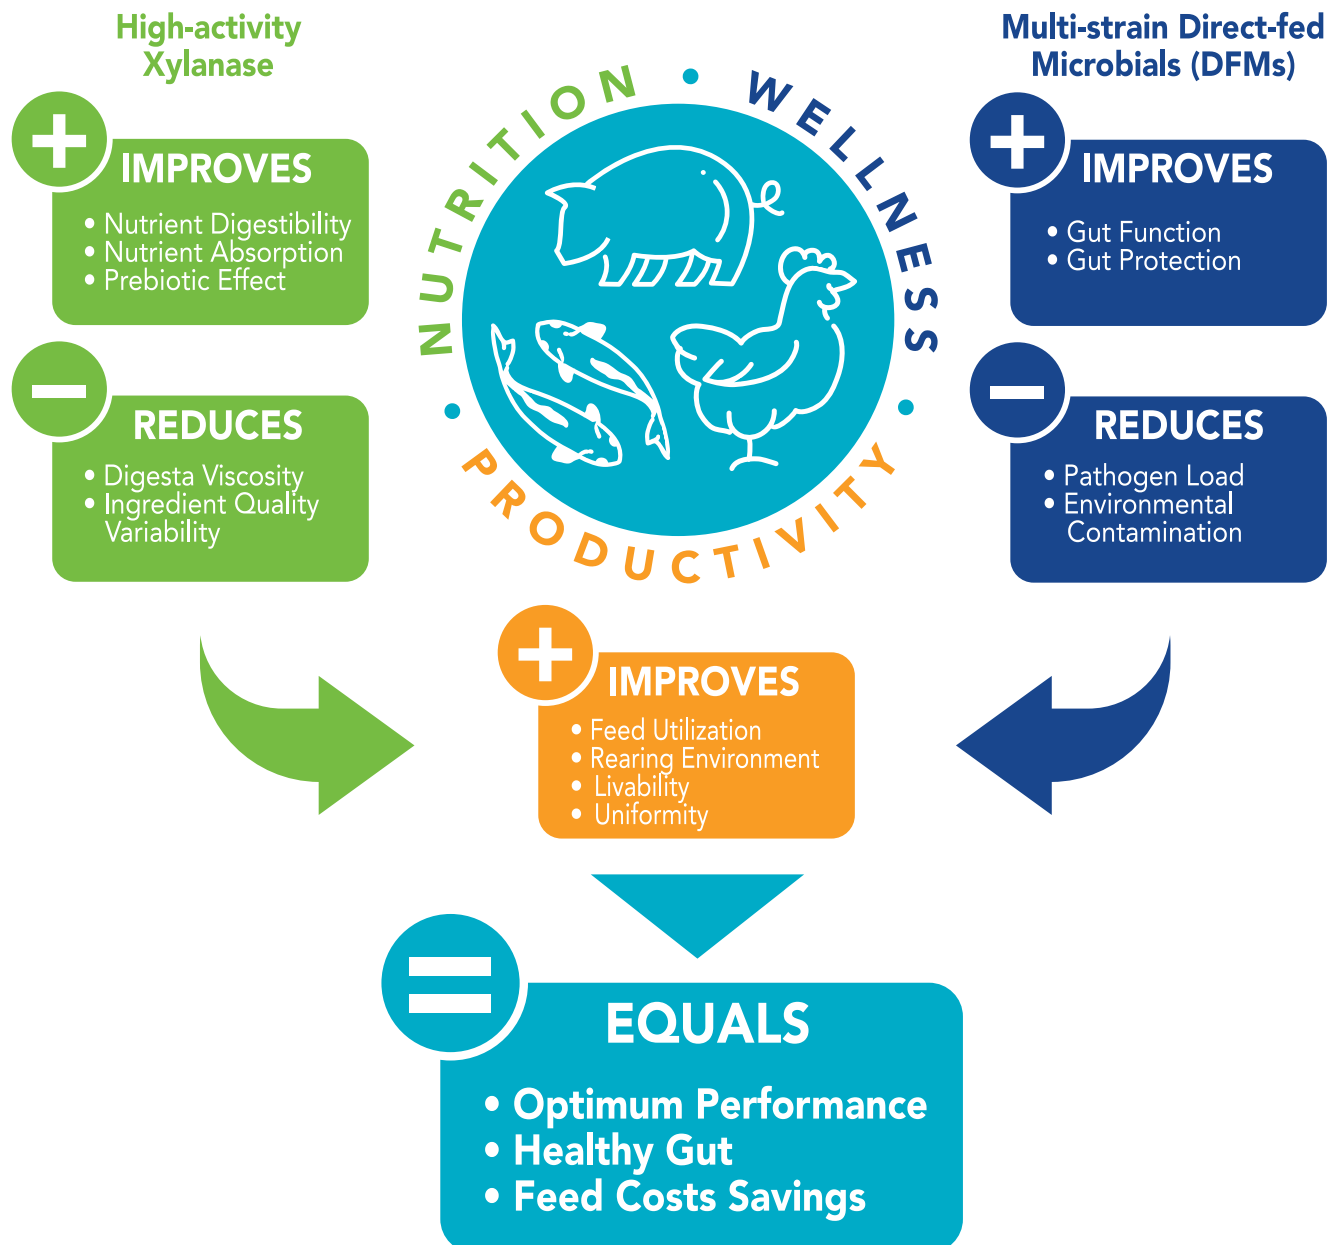 High-activity
Xylanase
IMPROVES
• Nutrient Digestibility
• Nutrient Absorption
• Prebiotic Effect
REDUCES
• Digesta Viscosity
• Ingredient Quality
Variability
NUTRITION • WELLNESS • PRODUCTIVITY •
Multi-strain Direct-fed
Microbials (DFMs)
IMPROVES
• Gut Function
• Gut Protection
REDUCES
• Pathogen Load
• Environmental
Contamination
IMPROVES
• Feed Utilization
• Rearing Environment
• Livability
• Uniformity
EQUALS
• Optimum Performance
• Healthy Gut
• Feed Costs Savings